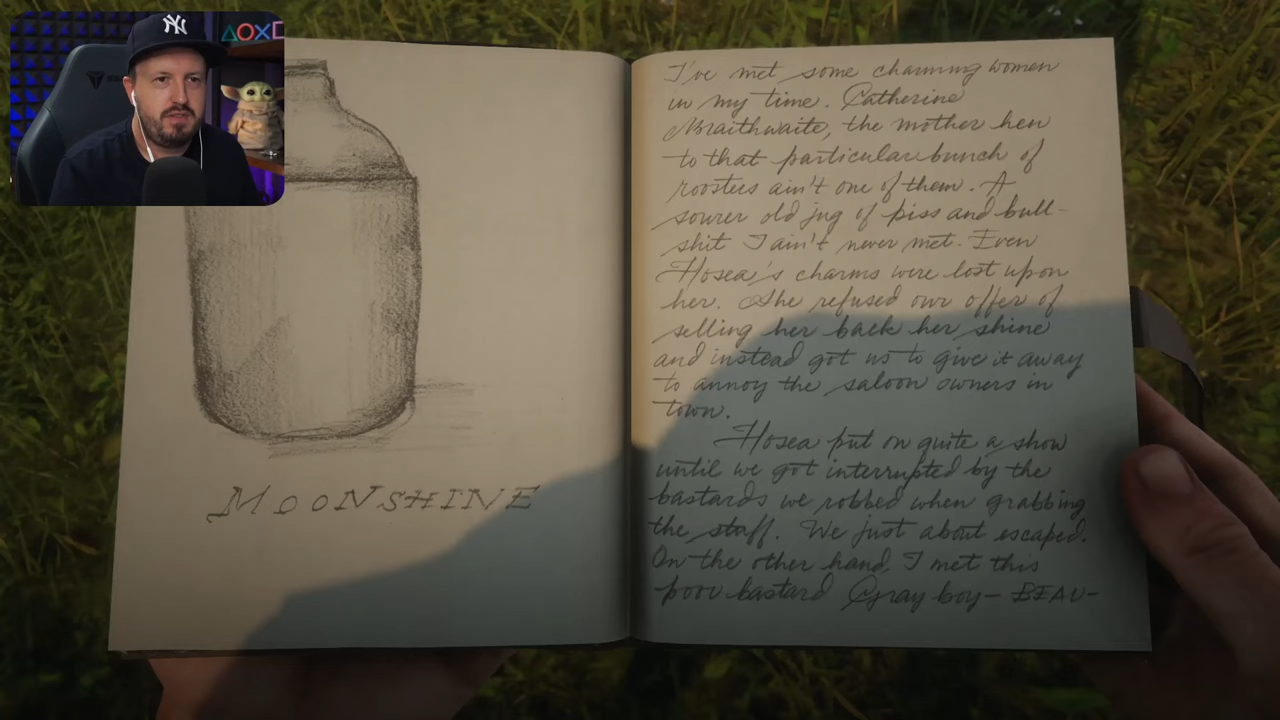 NY
MOONSHINE
I've met some charming women
in my time. Catherine
Braithwaite, the mother hen
to that particular bunch of
roosters ain't one of them. A
sourer old jug of piss and bull-
shit I ain't never met. Even
Hosea's charms were lost upon
her. She refused our offer of
selling her back her shine
and instead got us to give it away
to annoy the saloon owners in
town.
Hosea put on quite a show
until we got interrupted by the
bastards we robbed when grabbing
the stuff. We just about escaped.
On the other hand, I met this
poor bastard Gray boy — BEAU —